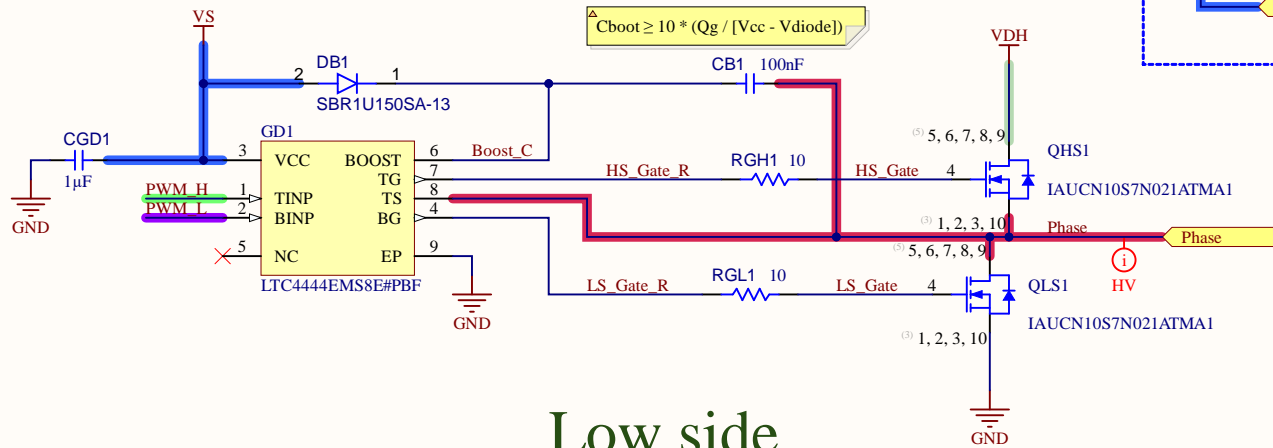 VS
Cboot ≥ 10 * (Qg / [Vcc - Vdiode])
VDH
DB1
2
1
SBR1U150SA-13
CB1 100nF
CGD1
1µF
GND
GD1
3 VCC
BOOST 6 Boost_C
TG 7 HS_Gate_R
RGH1 10
HS_Gate 4
PWM_H 1 TINP
TS 8
PWM_L 2 BINP
BG 4
5 NC
EP 9
LTC4444EMS8E#PBF
GND
(5) 5, 6, 7, 8, 9
QHS1
IAUCN10S7N021ATMA1
(3) 1, 2, 3, 10
Phase
Phase
i
HV
(5) 5, 6, 7, 8, 9
LS_Gate_R
RGL1 10
LS_Gate 4
QLS1
IAUCN10S7N021ATMA1
(3) 1, 2, 3, 10
GND
Low side